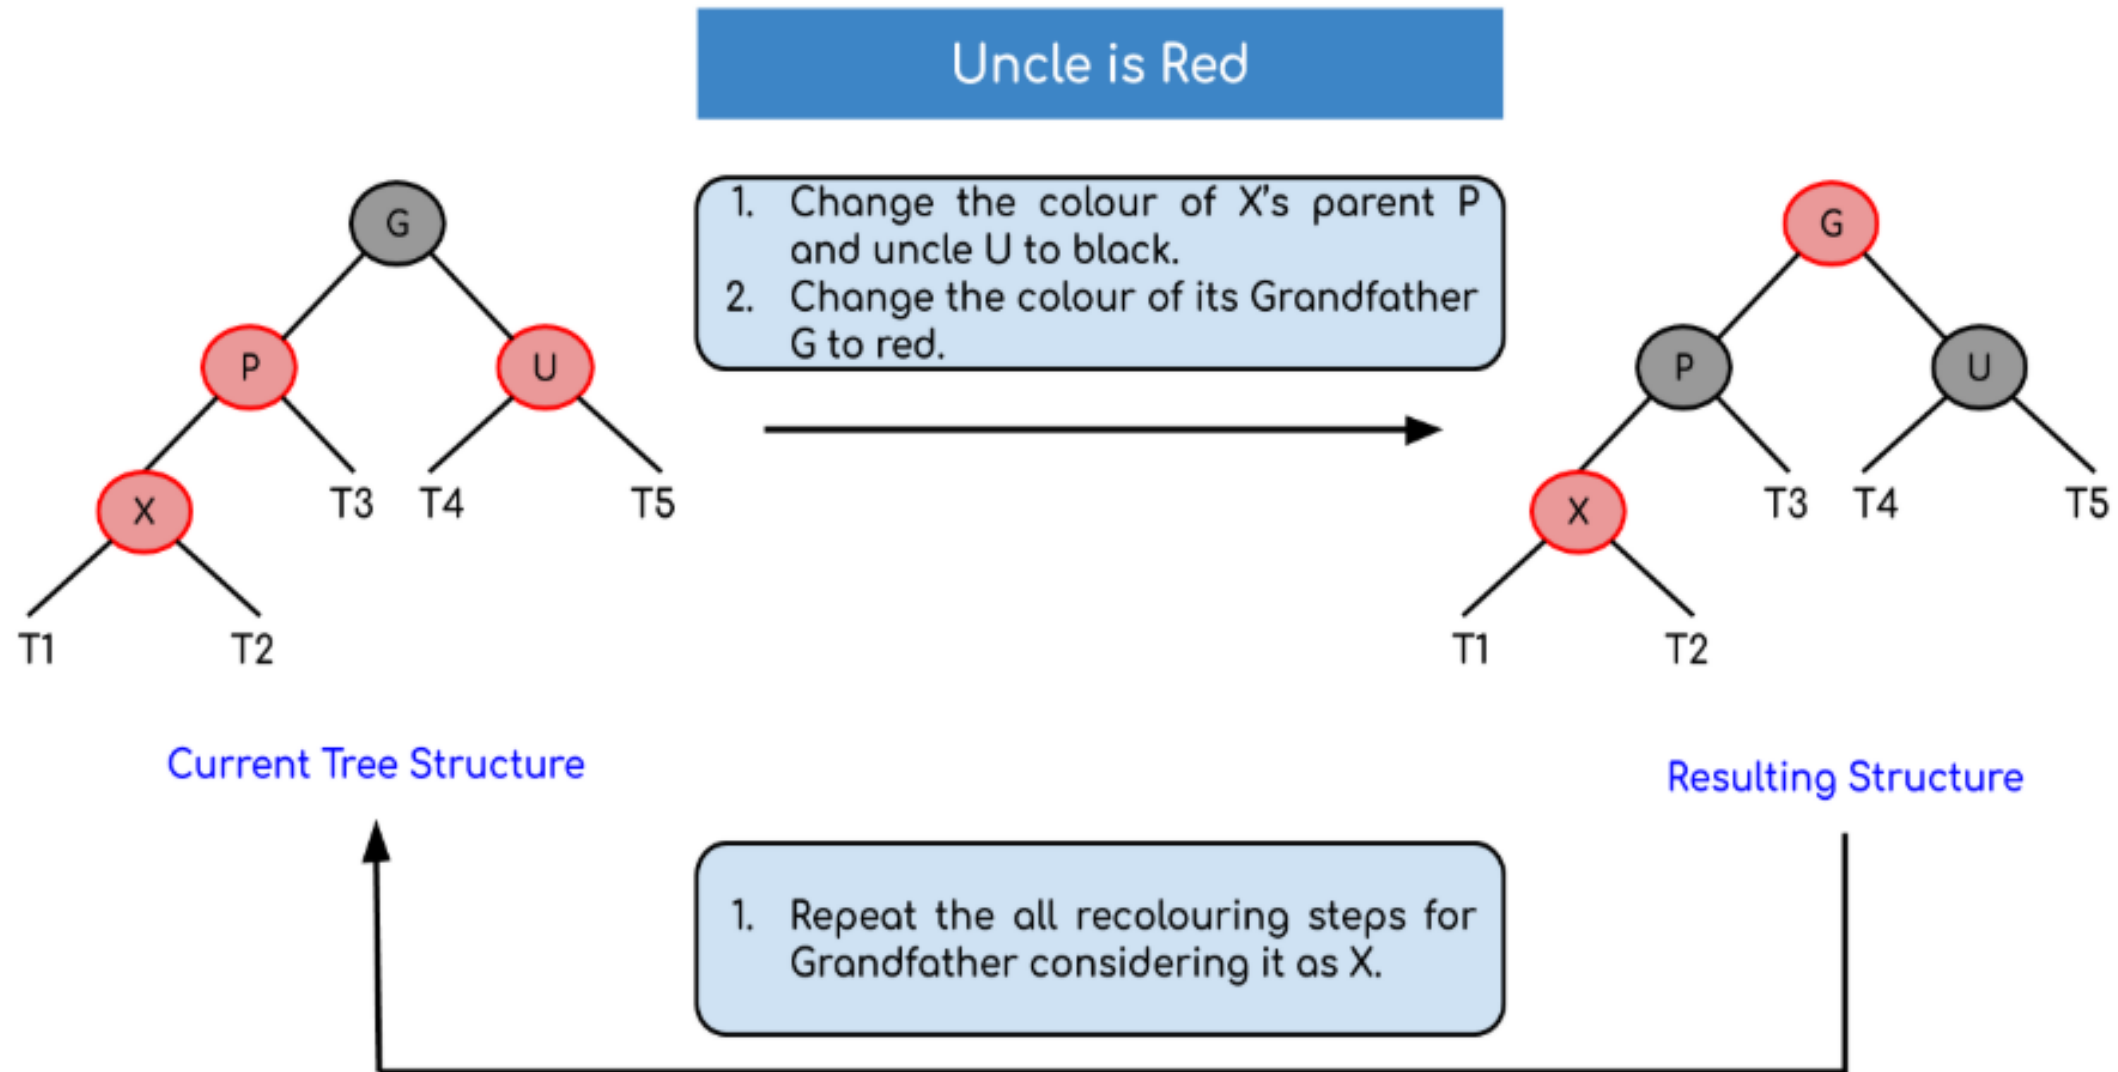 Uncle is Red
1. Change the colour of X's parent P
and uncle U to black.
2. Change the colour of its Grandfather
G to red.
G
P
U
X
T3
T4
T5
T1
T2
Current Tree Structure
G
P
U
X
T3
T4
T5
T1
T2
Resulting Structure
1. Repeat the all recolouring steps for
Grandfather considering it as X.